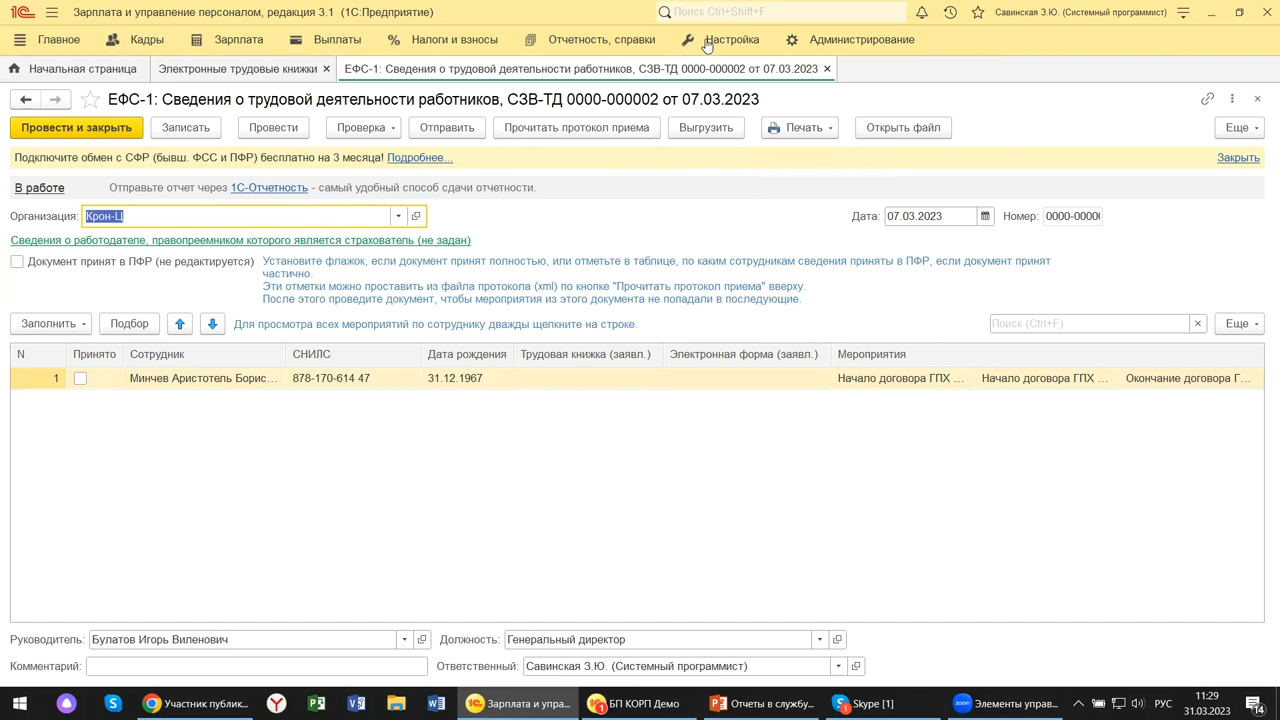 Зарплата и управление персоналом, редакция 3.1 (1С:Предприятие)
Поиск Ctrl+Shift+F
Савинская З.Ю. (Системный программист)
Главное
Кадры
Зарплата
Выплаты
Налоги и взносы
Отчетность, справки
Настройка
Администрирование
Начальная страница
Электронные трудовые книжки
ЕФС-1: Сведения о трудовой деятельности работников, СЗВ-ТД 0000-000002 от 07.03.2023
ЕФС-1: Сведения о трудовой деятельности работников, СЗВ-ТД 0000-000002 от 07.03.2023
Провести и закрыть
Записать
Провести
Проверка
Отправить
Прочитать протокол приема
Выгрузить
Печать
Открыть файл
Еще
Подключите обмен с СФР (бывш. ФСС и ПФР) бесплатно на 3 месяца! Подробнее...
Закрыть
В работе
Отправьте отчет через 1С-Отчетность - самый удобный способ сдачи отчетности.
Организация: Крон-Ц
Дата: 07.03.2023
Номер: 0000-00000
Сведения о работодателе, правопреемником которого является страхователь (не задан)
Документ принят в ПФР (не редактируется)
Установите флажок, если документ принят полностью, или отметьте в таблице, по каким сотрудникам сведения приняты в ПФР, если документ принят
частично.
Эти отметки можно проставить из файла протокола (xml) по кнопке "Прочитать протокол приема" вверху.
После этого проведите документ, чтобы мероприятия из этого документа не попадали в последующие.
Заполнить
Подбор
Для просмотра всех мероприятий по сотруднику дважды щелкните на строке.
Поиск (Ctrl+F)
Еще
N Принято Сотрудник СНИЛС Дата рождения Трудовая книжка (заявл.) Электронная форма (заявл.) Мероприятия
1 Минчев Аристотель Борис... 878-170-614 47 31.12.1967 Начало договора ГПХ ... Начало договора ГПХ ... Окончание договора Г...
Руководитель: Булатов Игорь Виленович
Должность: Генеральный директор
Комментарий:
Ответственный: Савинская З.Ю. (Системный программист)
Участник публик...
Зарплата и упра...
БП КОРП Демо
Отчеты в службу...
Skype [1]
Элементы управ...
РУС
11:29
31.03.2023
14